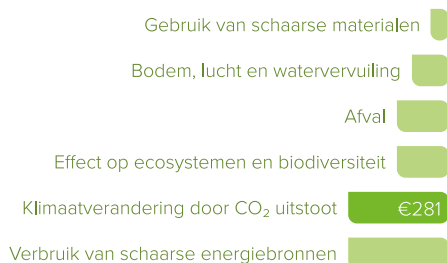 Gebruik van schaarse materialen
Bodem, lucht en watervervuiling
Afval
Effect op ecosystemen en biodiversiteit
Klimaatverandering door CO₂ uitstoot €281
Verbruik van schaarse energiebronnen